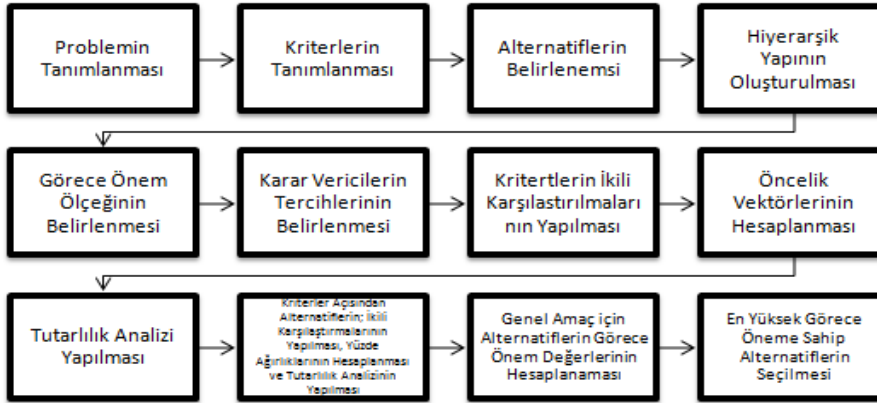 Problemin
Tanımlanması
Kriterlerin
Tanımlanması
Alternatiflerin
Belirlenemsi
Hiyerarşik
Yapının
Oluşturulması
Görece Önem
Ölçeğinin
Belirlenmesi
Karar Vericilerin
Tercihlerinin
Belirlenmesi
Kritertlerin İkili
Karşılaştırılmaları
nın Yapılması
Öncelik
Vektörlerinin
Hesaplanması
Tutarlılık Analizi
Yapılması
Kriterler Açısından
Alternatiflerin; İkili
Karşılaştırmalarının
Yapılması, Yüzde
Ağırlıklarının Hesaplanması
ve Tutarlılık Analizinin
Yapılması
Genel Amaç için
Alternatiflerin Görece
Önem Değerlerinin
Hesaplanaması
En Yüksek Görece
Öneme Sahip
Alternatiflerin
Seçilmesi